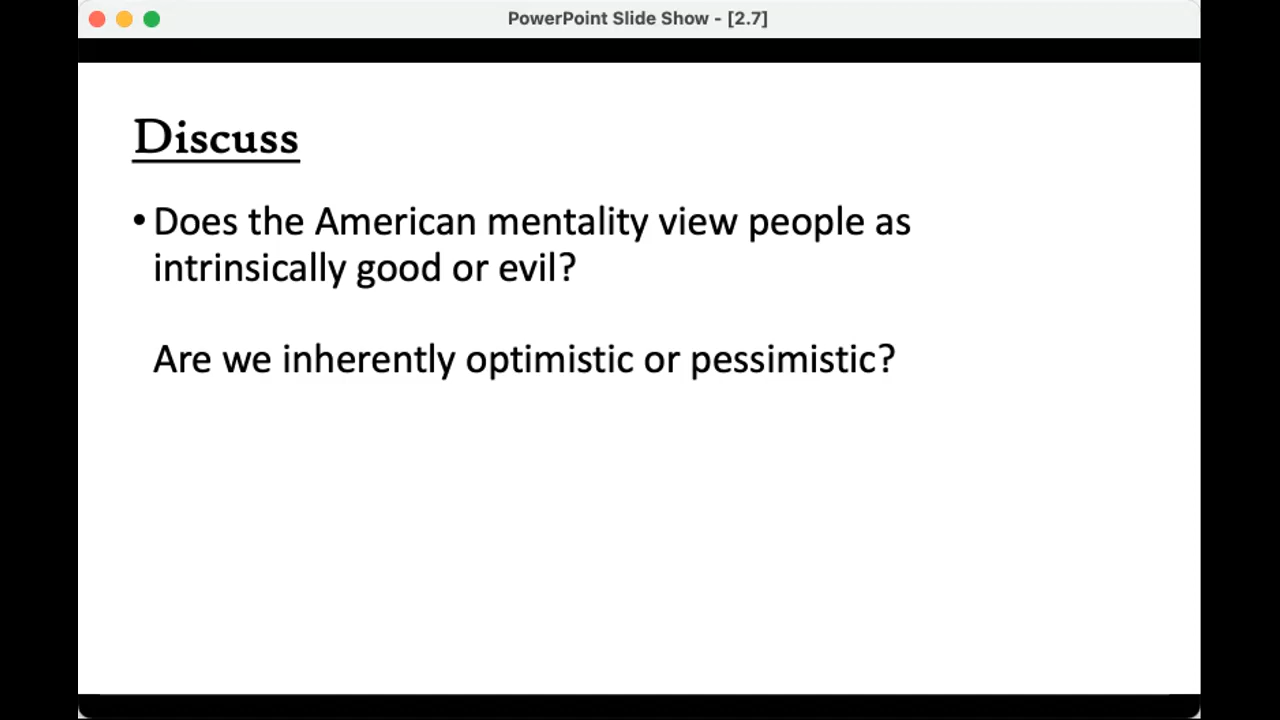 PowerPoint Slide Show - [2.7]
Discuss
• Does the American mentality view people as
intrinsically good or evil?
Are we inherently optimistic or pessimistic?